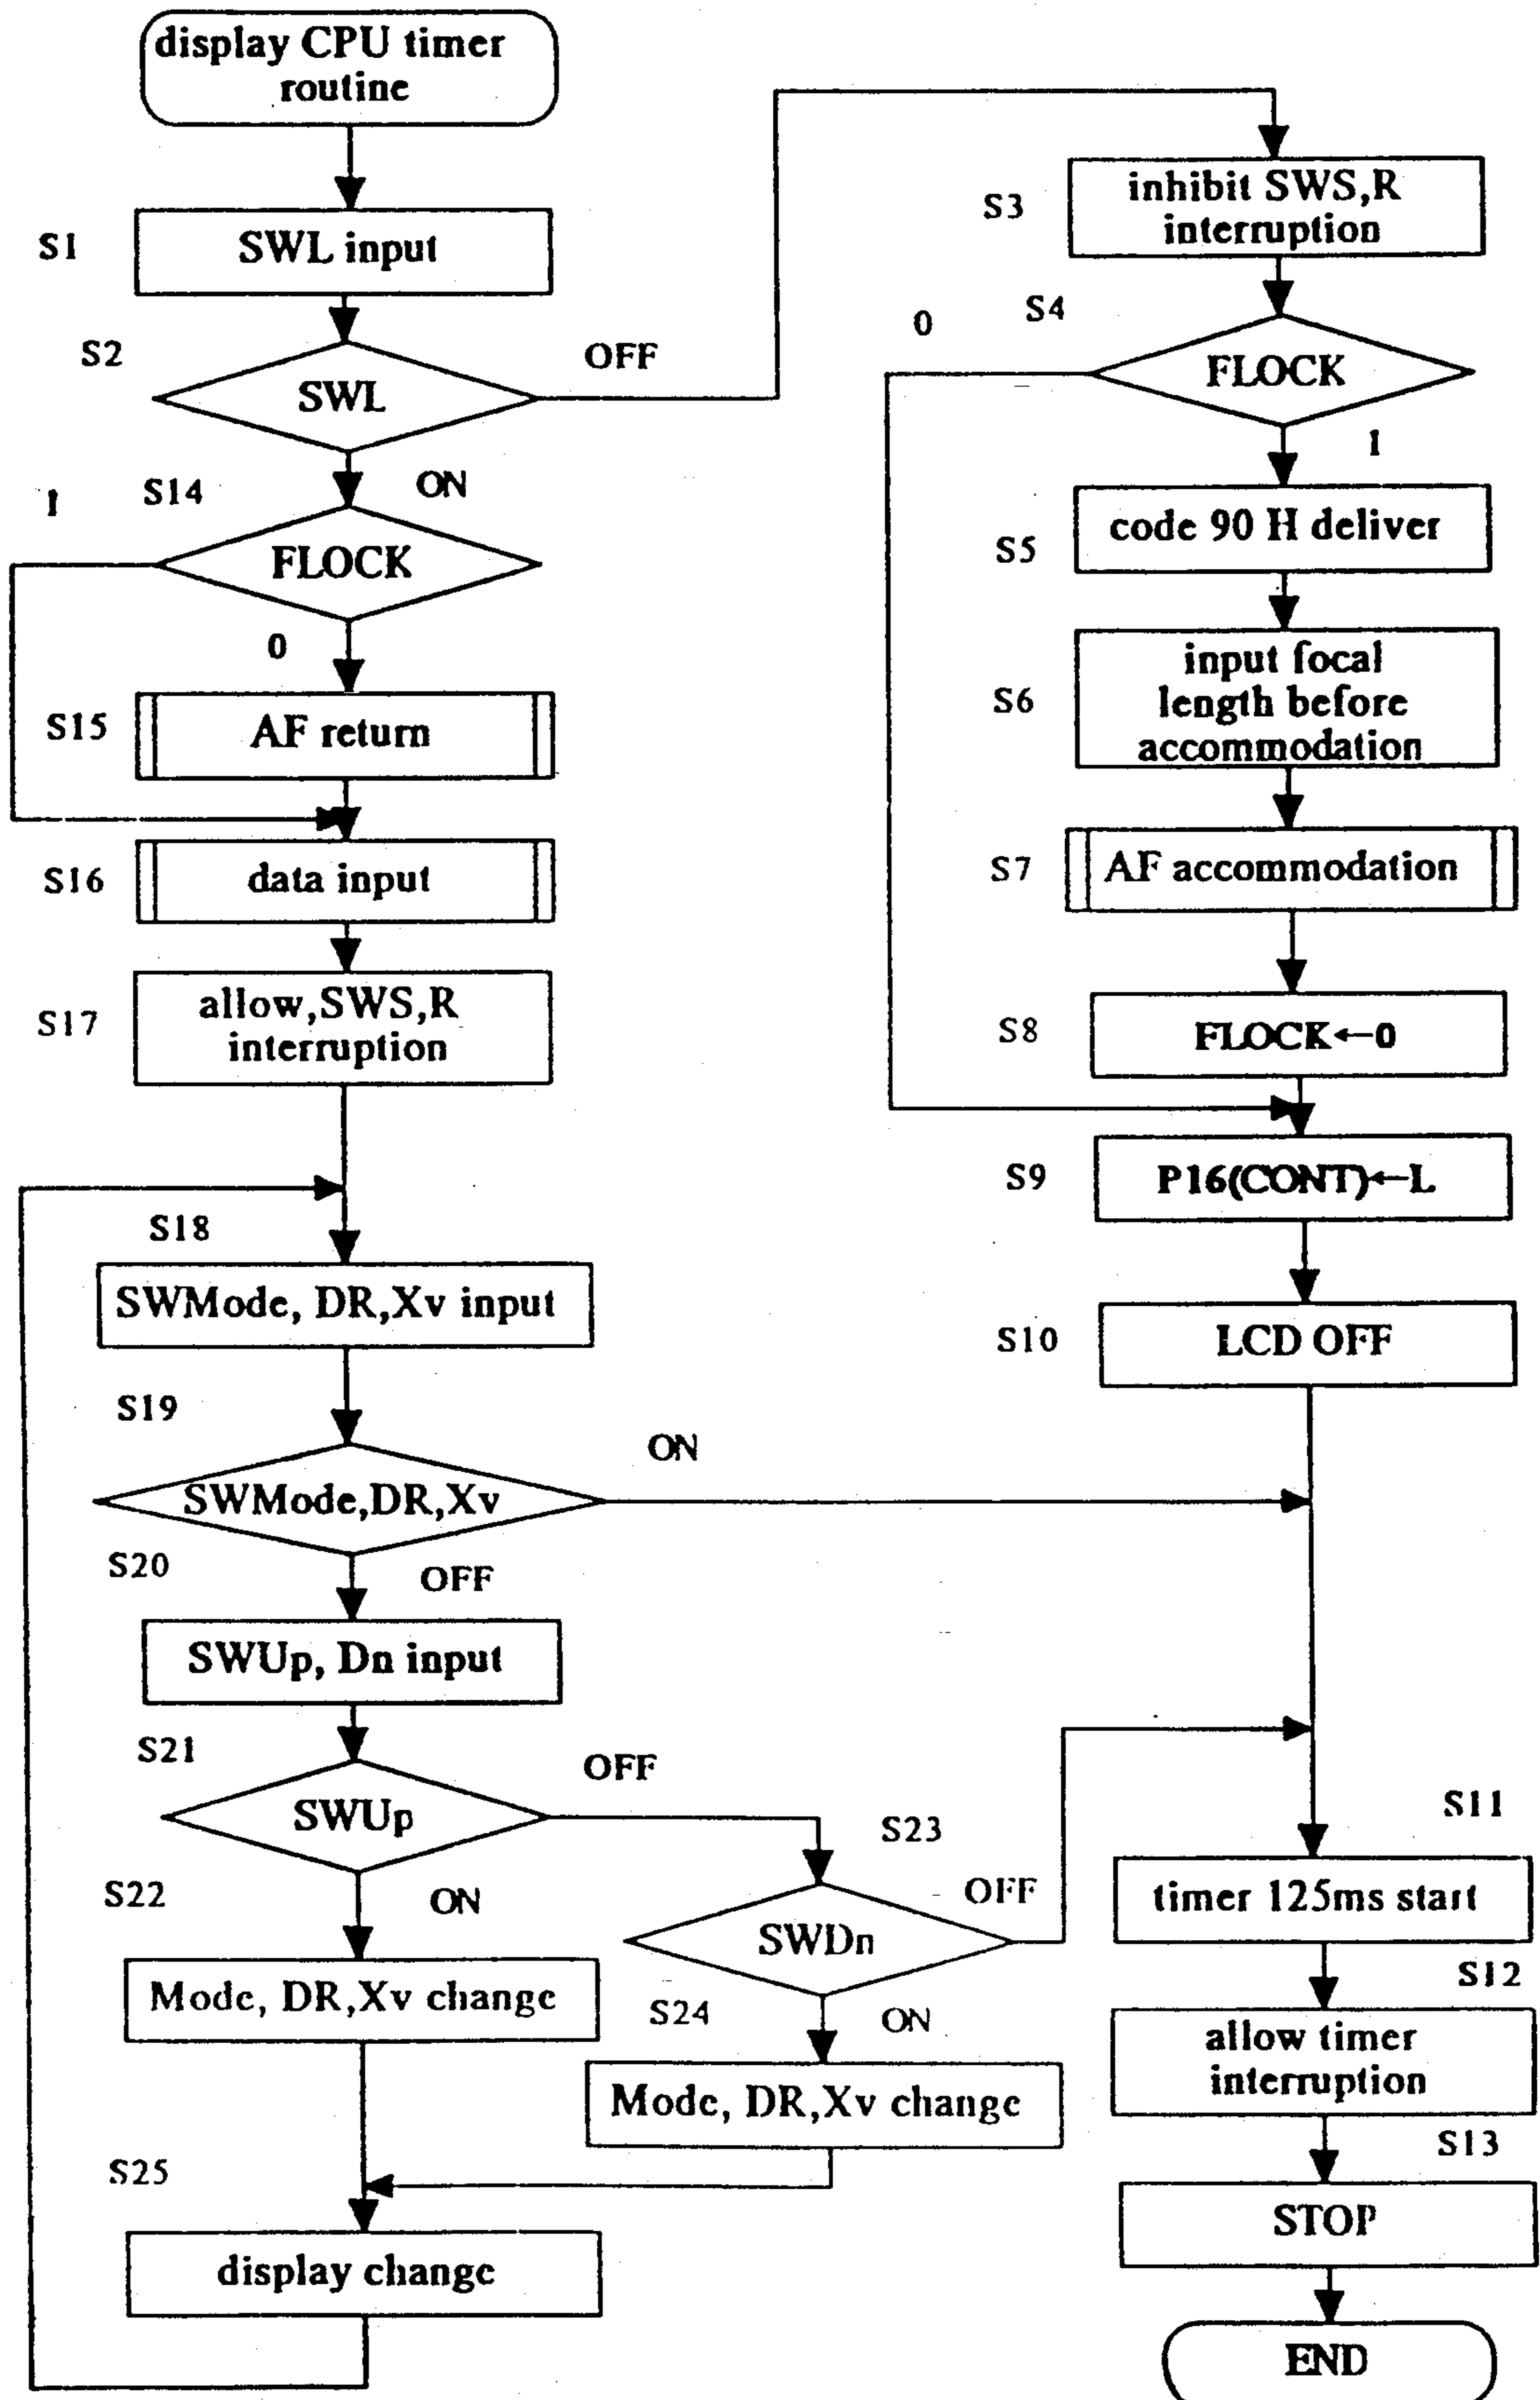 display CPU timer
routine
S1
SWL input
S2
SWL
OFF
ON
S14
1
FLOCK
0
S15
AF return
S16
data input
S17
allow,SWS,R
interruption
S18
SWMode, DR,Xv input
S19
SWMode,DR,Xv
ON
S20
OFF
SWUp, Dn input
S21
SWUp
OFF
S22
ON
Mode, DR,Xv change
S23
SWDn
OFF
S24
ON
Mode, DR,Xv change
S25
display change
S3
inhibit SWS,R
interruption
S4
0
FLOCK
1
S5
code 90 H deliver
S6
input focal
length before
accommodation
S7
AF accommodation
S8
FLOCK←0
S9
P16(CONT)←L
S10
LCD OFF
S11
timer 125ms start
S12
allow timer
interruption
S13
STOP
END